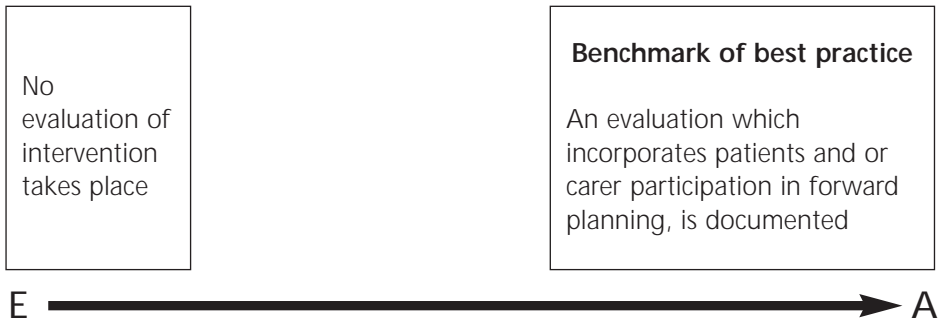 No
evaluation of
intervention
takes place
Benchmark of best practice
An evaluation which
incorporates patients and or
carer participation in forward
planning, is documented
E
A